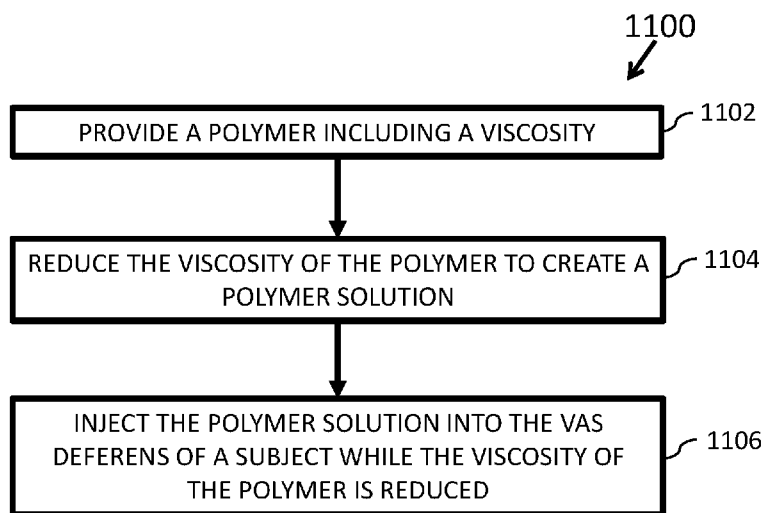 1100
PROVIDE A POLYMER INCLUDING A VISCOSITY
1102
REDUCE THE VISCOSITY OF THE POLYMER TO CREATE A
POLYMER SOLUTION
1104
INJECT THE POLYMER SOLUTION INTO THE VAS
DEFERENS OF A SUBJECT WHILE THE VISCOSITY OF
THE POLYMER IS REDUCED
1106